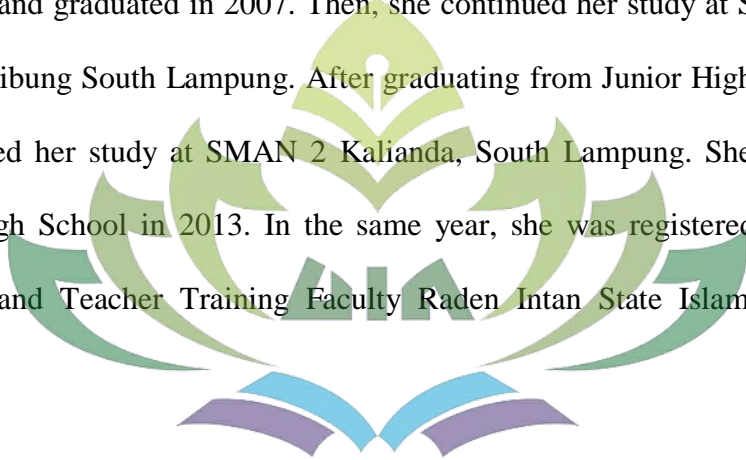 and graduated in 2007. Then, she continued her study at S
ibung South Lampung. After graduating from Junior High
ed her study at SMAN 2 Kalianda, South Lampung. She
gh School in 2013. In the same year, she was registered
and Teacher Training Faculty Raden Intan State Islam